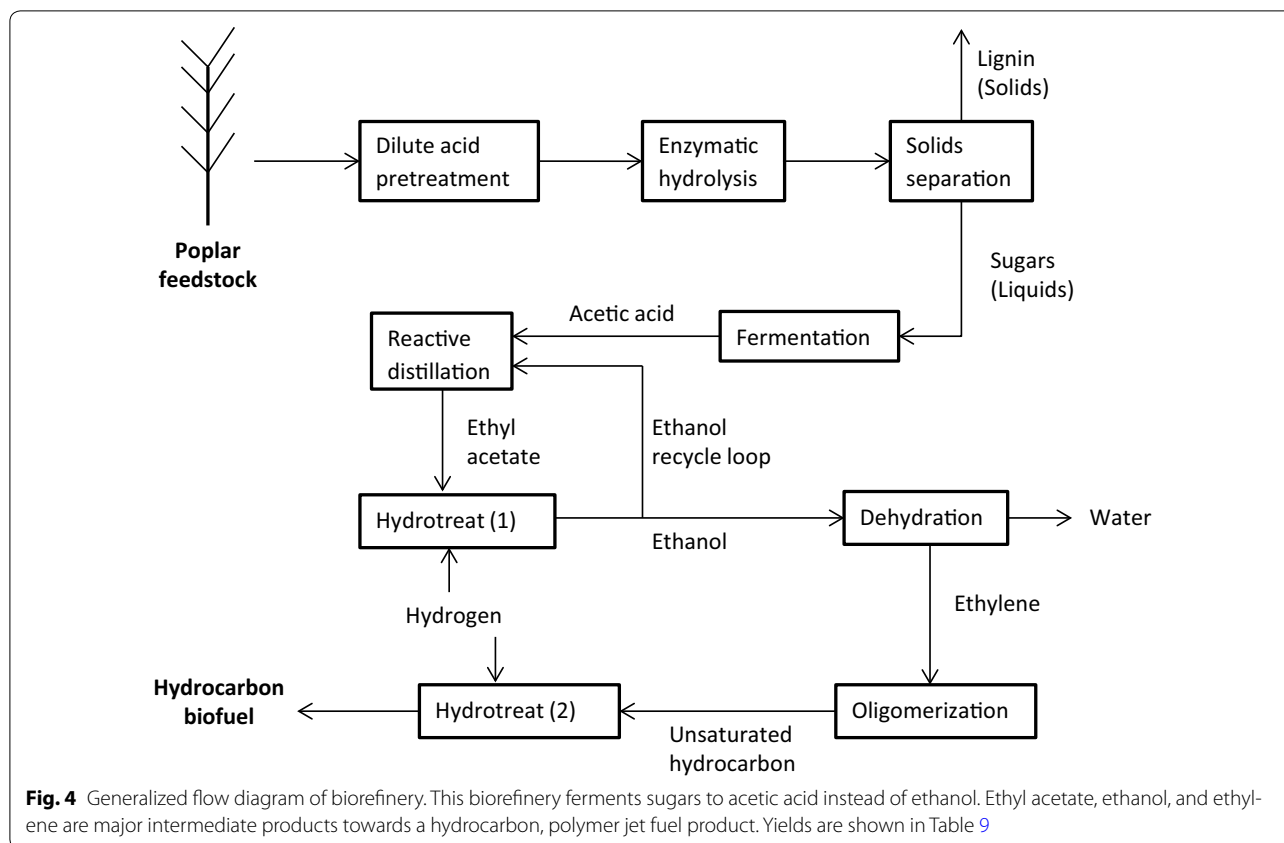 Lignin
(Solids)
Dilute acid
pretreatment
Enzymatic
hydrolysis
Solids
separation
Poplar
feedstock
Sugars
(Liquids)
Acetic acid
Reactive
distillation
Fermentation
Ethyl
acetate
Ethanol
recycle loop
Hydrotreat (1)
Ethanol
Dehydration
Water
Hydrogen
Ethylene
Hydrocarbon
biofuel
Hydrotreat (2)
Unsaturated
hydrocarbon
Oligomerization
Fig. 4 Generalized flow diagram of biorefinery. This biorefinery ferments sugars to acetic acid instead of ethanol. Ethyl acetate, ethanol, and ethyl-
ene are major intermediate products towards a hydrocarbon, polymer jet fuel product. Yields are shown in Table 9